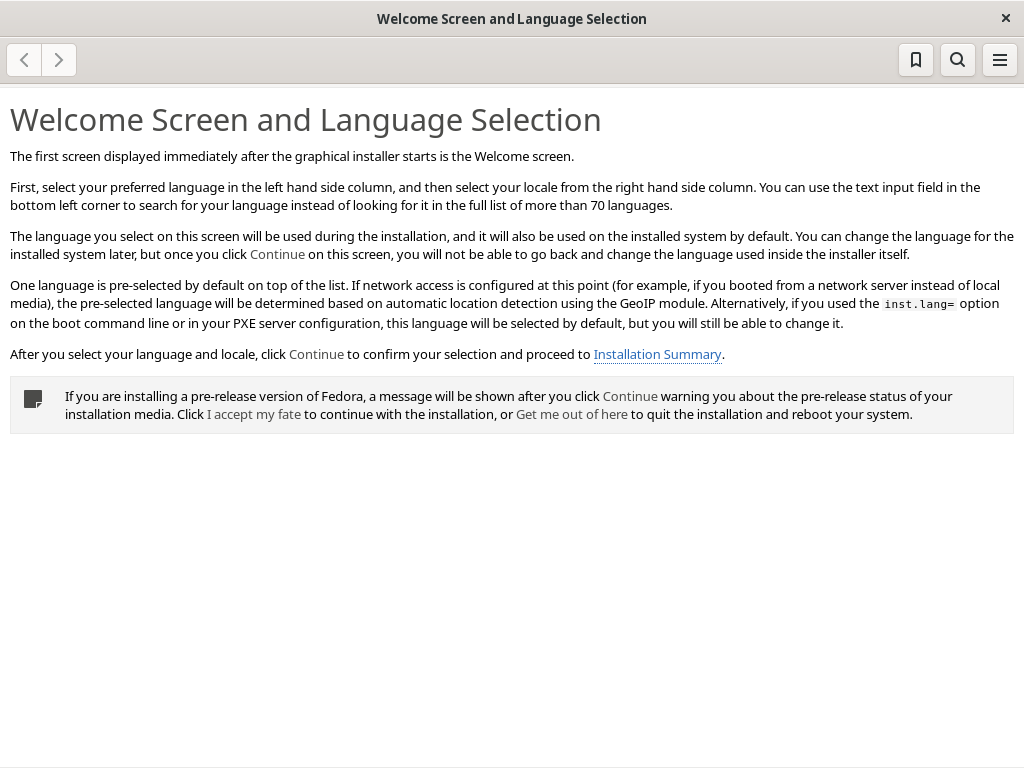 Welcome Screen and Language Selection
Welcome Screen and Language Selection
The first screen displayed immediately after the graphical installer starts is the Welcome screen.
First, select your preferred language in the left hand side column, and then select your locale from the right hand side column. You can use the text input field in the
bottom left corner to search for your language instead of looking for it in the full list of more than 70 languages.
The language you select on this screen will be used during the installation, and it will also be used on the installed system by default. You can change the language for the
installed system later, but once you click Continue on this screen, you will not be able to go back and change the language used inside the installer itself.
One language is pre-selected by default on top of the list. If network access is configured at this point (for example, if you booted from a network server instead of local
media), the pre-selected language will be determined based on automatic location detection using the GeoIP module. Alternatively, if you used the inst.lang= option
on the boot command line or in your PXE server configuration, this language will be selected by default, but you will still be able to change it.
After you select your language and locale, click Continue to confirm your selection and proceed to Installation Summary.
If you are installing a pre-release version of Fedora, a message will be shown after you click Continue warning you about the pre-release status of your
installation media. Click I accept my fate to continue with the installation, or Get me out of here to quit the installation and reboot your system.